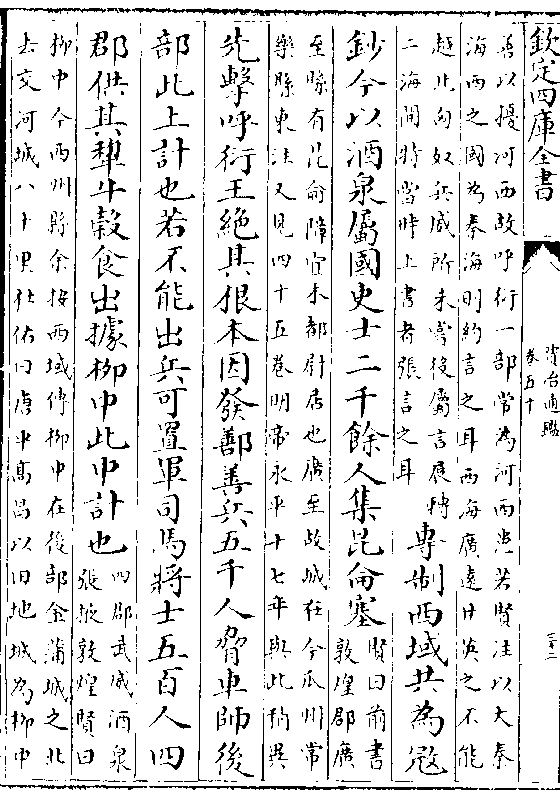 欽定四庫全書
資治通鑑
卷五十
三十二
善以擾河西故呼衍一部常為河西患若賢注以大秦
海西之國為秦海則約言之耳西海廣遠甘英之不能
越北匈奴兵威所未嘗役屬言展轉
二海間特當時上書者張言之耳
專制西域共為寇
鈔今以酒泉屬國吏士二千餘人集昆侖塞
賢曰前書
敦煌郡廣
至縣有昆侖障宜禾都尉居也廣至故城在今瓜州常
樂縣東注又見四十五卷明帝永平十七年與此稍異
先擊呼衍王絶其根本因發鄯善兵五千人脅車師後
部此上計也若不能出兵可置軍司馬將士五百人四
郡供其犂牛穀食出據柳中此中計也
四郡武威酒泉
張掖敦煌賢曰
柳中今西州縣余按西域傳柳中在後部金蒲城之北
去交河城八十里杜佑曰唐平高昌以旧地城為柳中